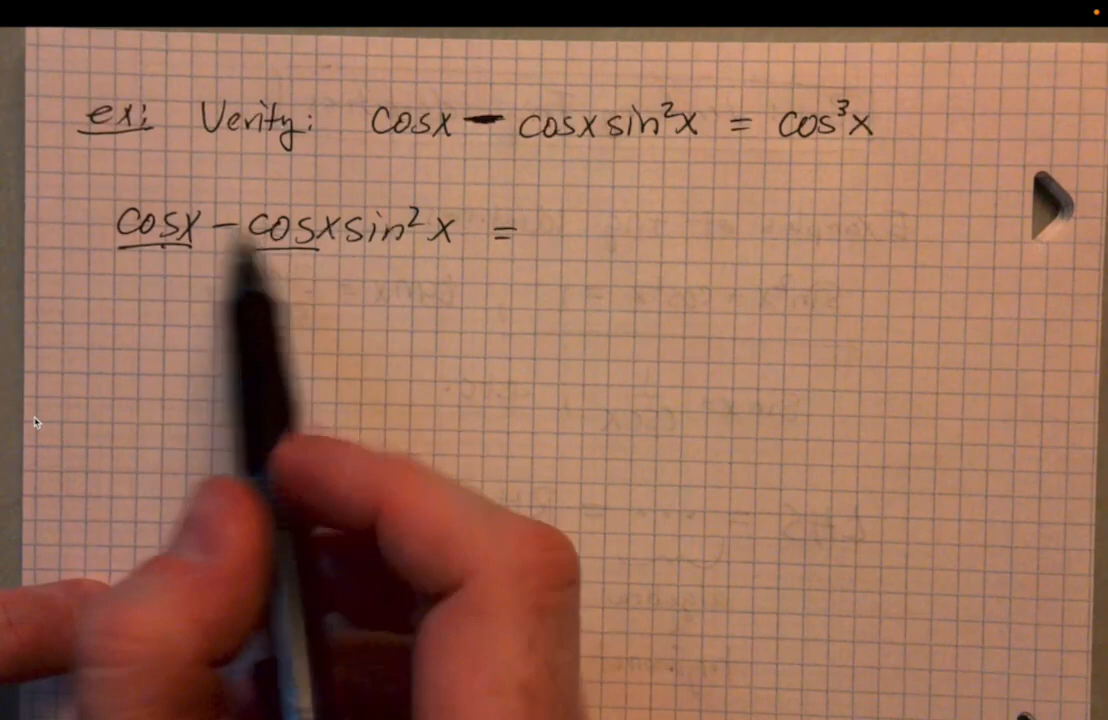 ex: Verify: cosx - cosx sin²x = cos³x
cosx - cosx sin²x =